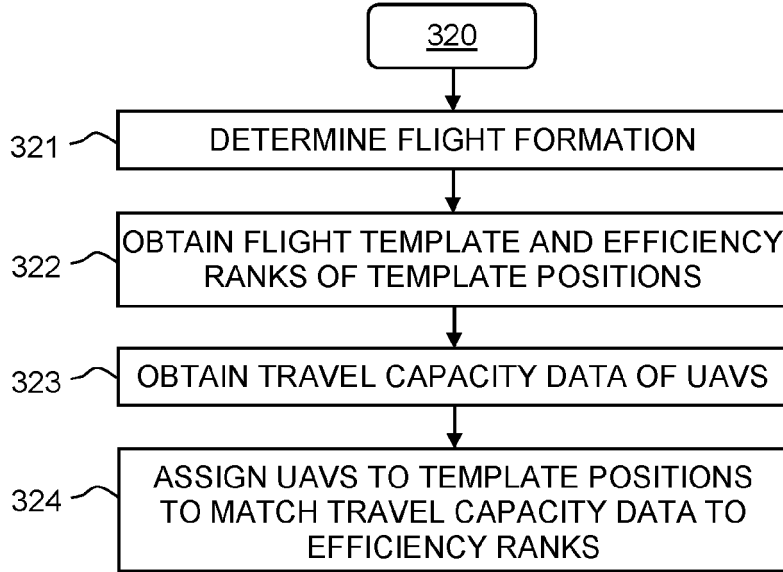 320
321
DETERMINE FLIGHT FORMATION
322
OBTAIN FLIGHT TEMPLATE AND EFFICIENCY
RANKS OF TEMPLATE POSITIONS
323
OBTAIN TRAVEL CAPACITY DATA OF UAVS
324
ASSIGN UAVS TO TEMPLATE POSITIONS
TO MATCH TRAVEL CAPACITY DATA TO
EFFICIENCY RANKS